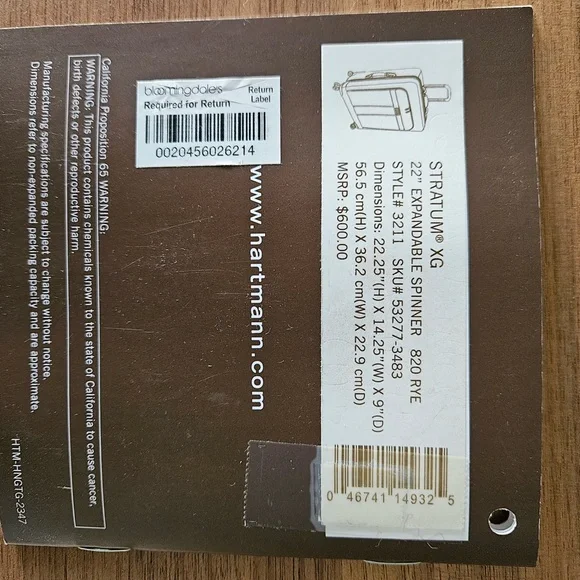 STRATUM® XG
22" EXPANDABLE SPINNER 820 RYE
STYLE# 3211 SKU# 53277-3483
Dimensions: 22.25"(H) X 14.25"(W) X 9"(D)
56.5 cm(H) X 36.2 cm(W) X 22.9 cm(D)
MSRP: $600.00
0 46741 14932 5
bloomingdale's
Required for Return
Return
Label
0020456026214
www.hartmann.com
California Proposition 65 WARNING:
WARNING: This product contains chemicals known to the state of California to cause cancer,
birth defects or other reproductive harm.
Manufacturing specifications are subject to change without notice.
Dimensions refer to non-expanded packing capacity and are approximate.
HTM-HNGTG-2347